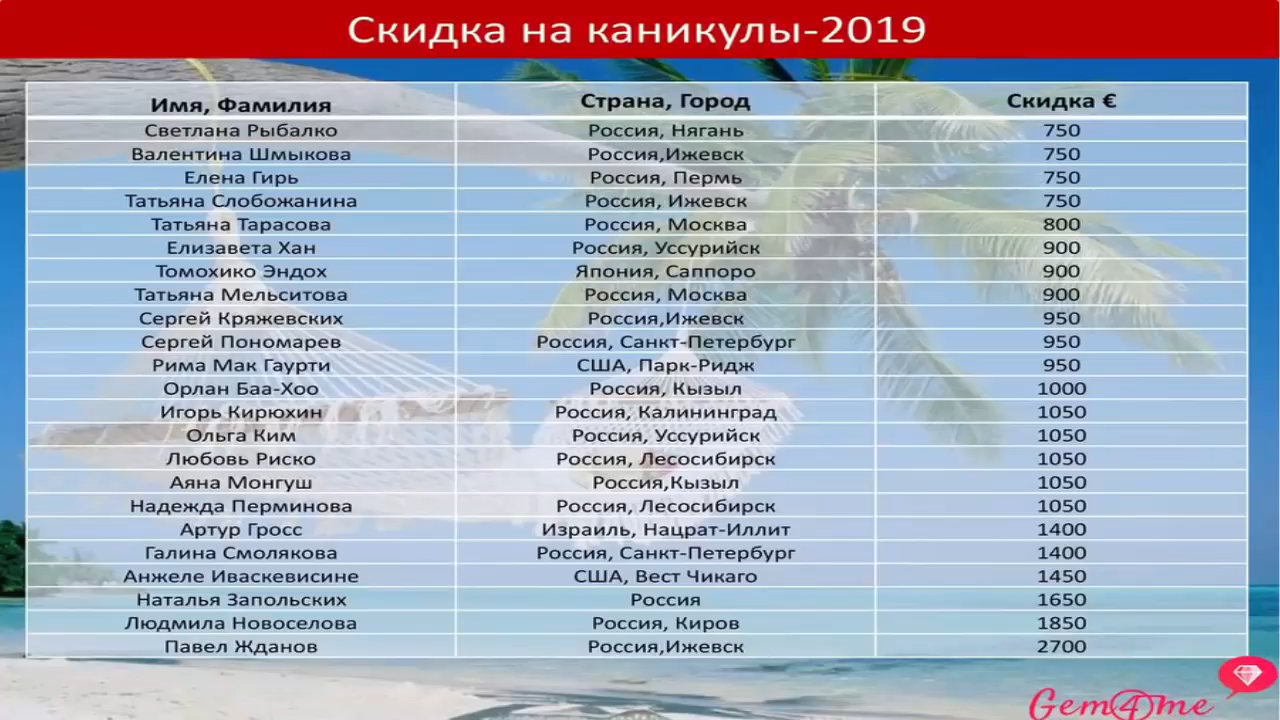 Скидка на каникулы-2019
Имя, Фамилия Страна, Город Скидка €
Светлана Рыбалко Россия, Нягань 750
Валентина Шмыкова Россия,Ижевск 750
Елена Гирь Россия, Пермь 750
Татьяна Слобожанина Россия, Ижевск 750
Татьяна Тарасова Россия, Москва 800
Елизавета Хан Россия, Уссурийск 900
Томохико Эндох Япония, Саппоро 900
Татьяна Мельситова Россия, Москва 900
Сергей Кряжевских Россия,Ижевск 950
Сергей Пономарев Россия, Санкт-Петербург 950
Рима Мак Гаурти США, Парк-Ридж 950
Орлан Баа-Хоо Россия, Кызыл 1000
Игорь Кирюхин Россия, Калининград 1050
Ольга Ким Россия, Уссурийск 1050
Любовь Риско Россия, Лесосибирск 1050
Аяна Монгуш Россия,Кызыл 1050
Надежда Перминова Россия, Лесосибирск 1050
Артур Гросс Израиль, Нацрат-Иллит 1400
Галина Смолякова Россия, Санкт-Петербург 1400
Анжеле Иваскевисине США, Вест Чикаго 1450
Наталья Запольских Россия 1650
Людмила Новоселова Россия, Киров 1850
Павел Жданов Россия,Ижевск 2700
Gem4me